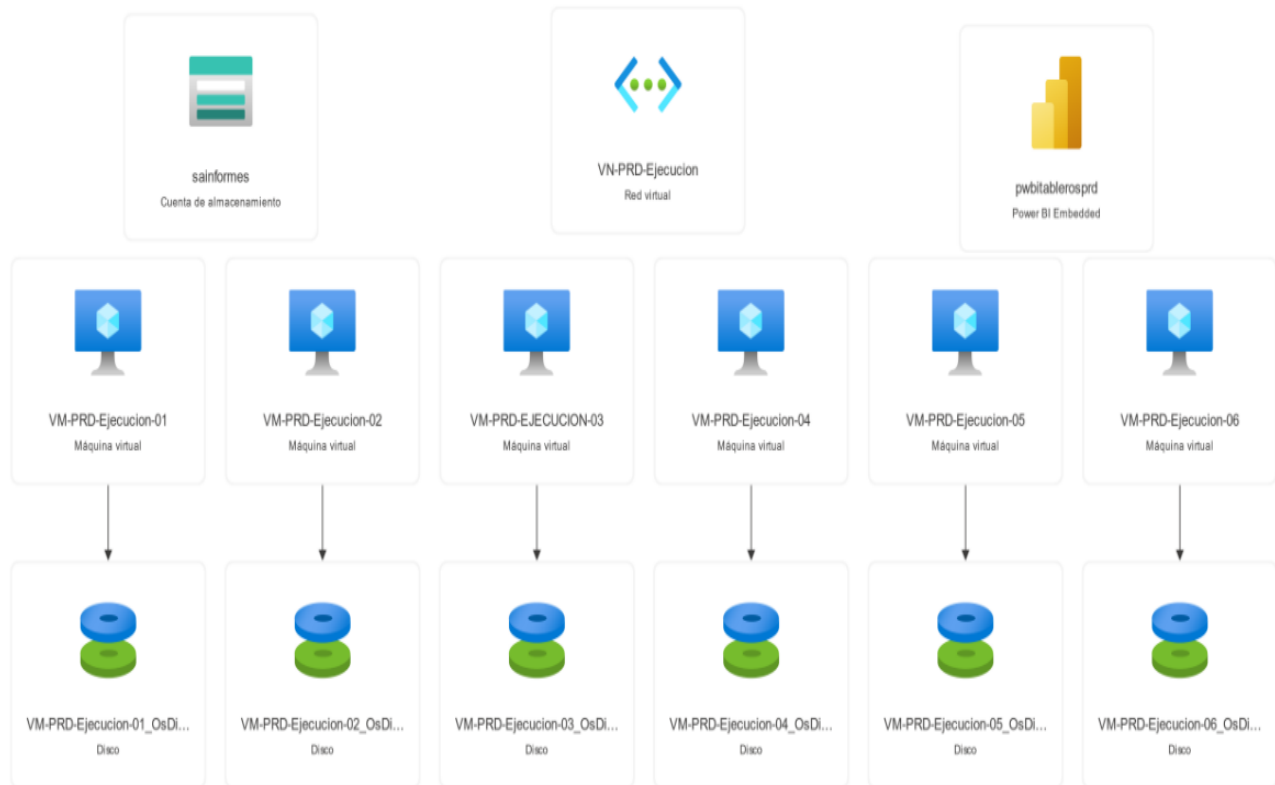 sainformes
Cuenta de almacenamiento
VN-PRD-Ejecucion
Red virtual
pwbitablerosprd
Power BI Embedded
VM-PRD-Ejecucion-01
Máquina virtual
VM-PRD-Ejecucion-02
Máquina virtual
VM-PRD-EJECUCION-03
Máquina virtual
VM-PRD-Ejecucion-04
Máquina virtual
VM-PRD-Ejecucion-05
Máquina virtual
VM-PRD-Ejecucion-06
Máquina virtual
VM-PRD-Ejecucion-01_OsDi...
Disco
VM-PRD-Ejecucion-02_OsDi...
Disco
VM-PRD-Ejecucion-03_OsDi...
Disco
VM-PRD-Ejecucion-04_OsDi...
Disco
VM-PRD-Ejecucion-05_OsDi...
Disco
VM-PRD-Ejecucion-06_OsDi...
Disco